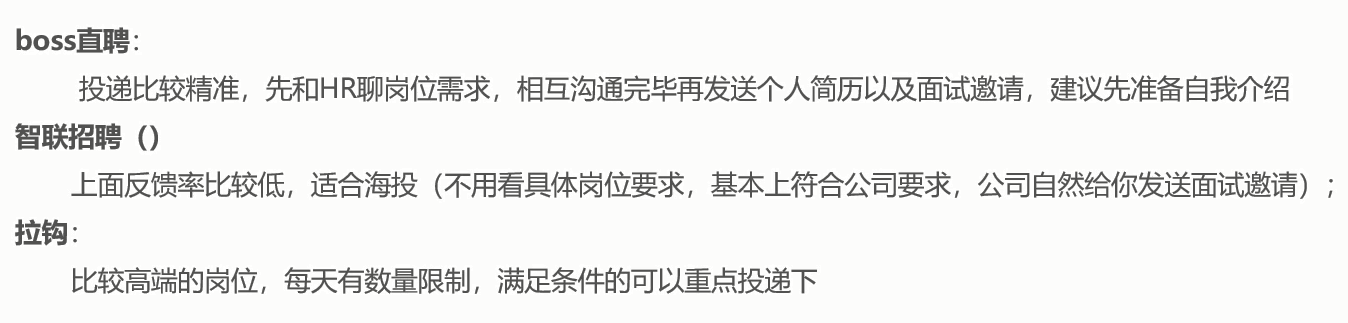 boss直聘：
投递比较精准，先和HR聊岗位需求，相互沟通完毕再发送个人简历以及面试邀请，建议先准备自我介绍
智联招聘（）
上面反馈率比较低，适合海投（不用看具体岗位要求，基本上符合公司要求，公司自然给你发送面试邀请）；
拉钩：
比较高端的岗位，每天有数量限制，满足条件的可以重点投递下